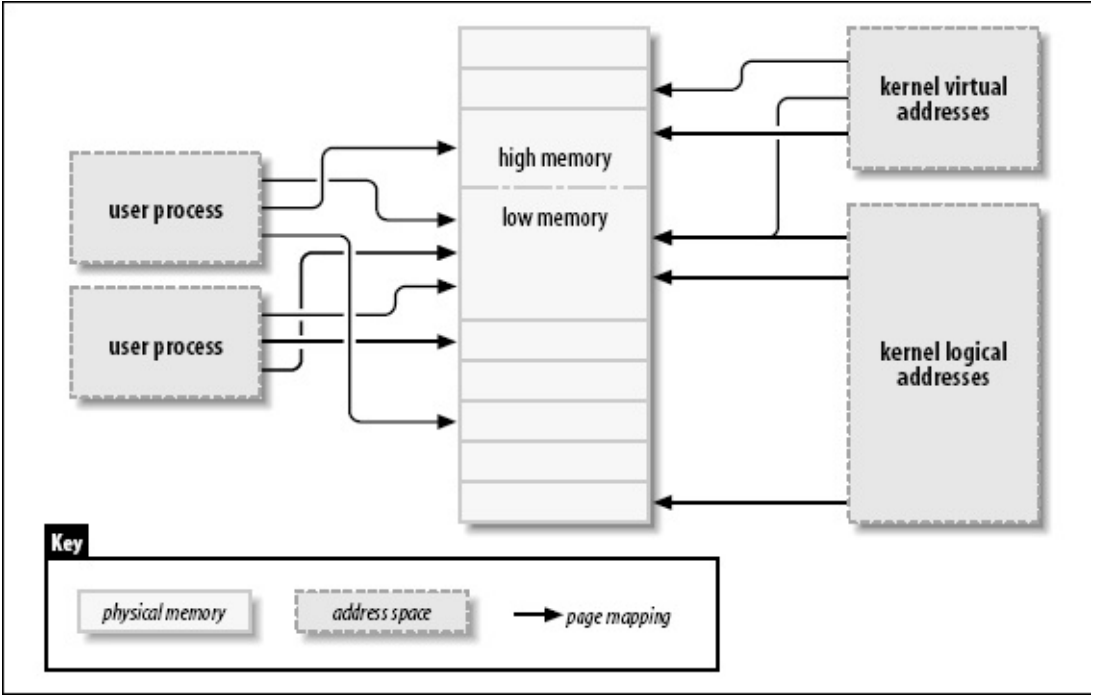 kernel virtual
addresses
high memory
user process
low memory
user process
kernel logical
addresses
Key
physical memory
address space
page mapping